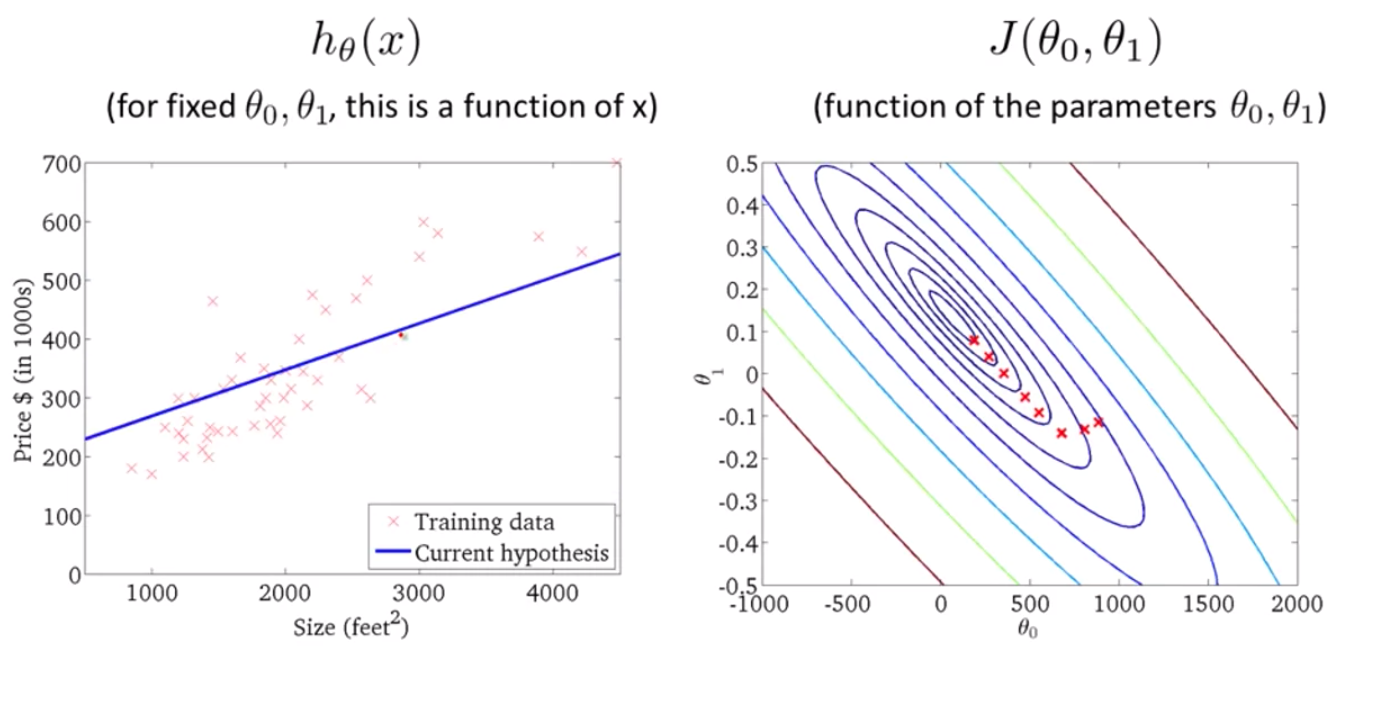 hθ(x)
(for fixed θ0, θ1, this is a function of x)
700
600
500
400
300
200
100
0
Price $ (in 1000s)
1000 2000 3000 4000
Size (feet²)
Training data
Current hypothesis
J(θ0, θ1)
(function of the parameters θ0, θ1)
0.5
0.4
0.3
0.2
0.1
0
-0.1
-0.2
-0.3
-0.4
-0.5
θ1
-1000 -500 0 500 1000 1500 2000
θ0